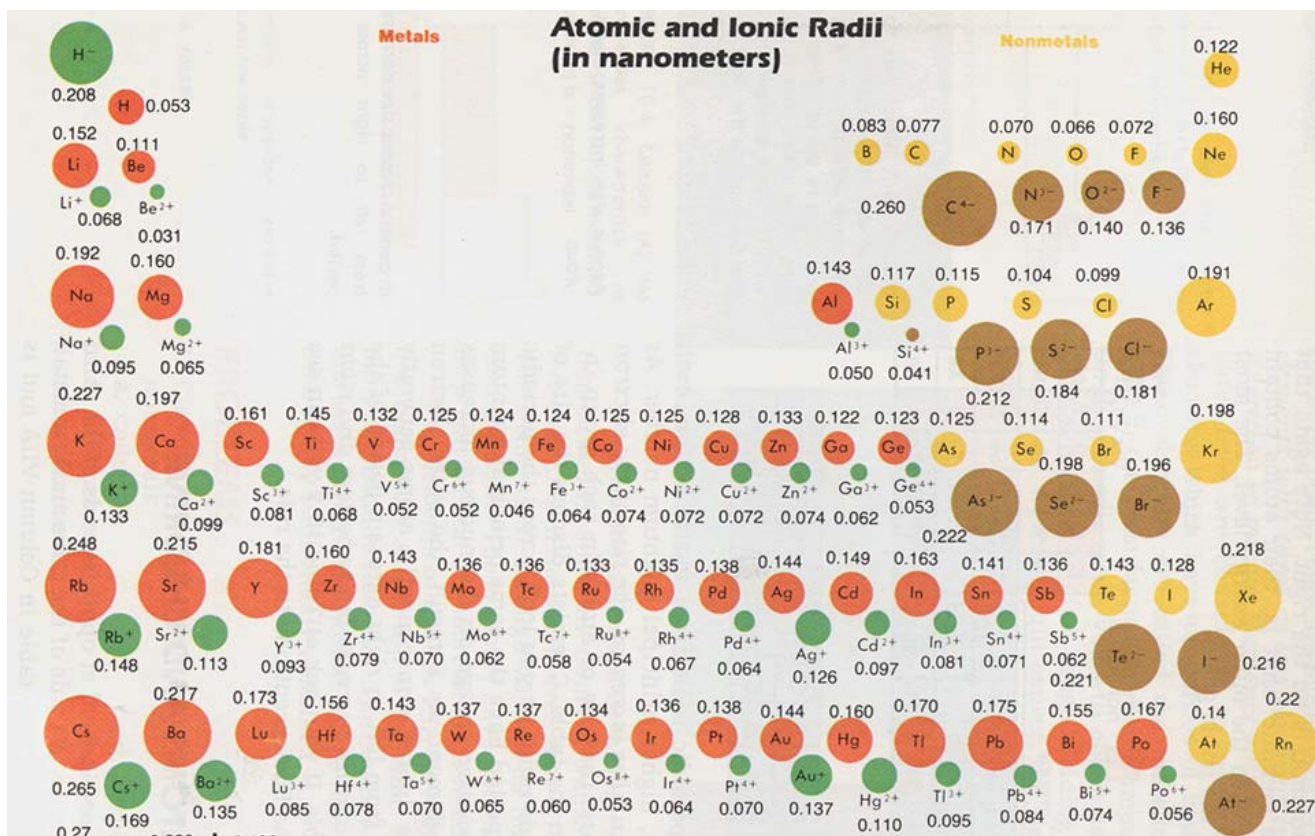 Atomic and Ionic Radii
(in nanometers)
Metals
Nonmetals
H⁻
0.208
H 0.053
0.122
He
0.152 0.111
Li Be
Li⁺ Be²⁺
0.068 0.031
0.083 0.077 0.070 0.066 0.072 0.160
B C N O F Ne
C⁴⁻ N³⁻ O²⁻ F⁻
0.260 0.171 0.140 0.136
0.192 0.160
Na Mg
Na⁺ Mg²⁺
0.095 0.065
0.143 0.117 0.115 0.104 0.099 0.191
Al Si P S Cl Ar
Al³⁺ Si⁴⁺ P³⁻ S²⁻ Cl⁻
0.050 0.041 0.212 0.184 0.181
0.227 0.197 0.161 0.145 0.132 0.125 0.124 0.124 0.125 0.125 0.128 0.133 0.122 0.123 0.125 0.114 0.111 0.198
K Ca Sc Ti V Cr Mn Fe Co Ni Cu Zn Ga Ge As Se Br Kr
K⁺ Ca²⁺ Sc³⁺ Ti⁴⁺ V⁵⁺ Cr⁶⁺ Mn⁷⁺ Fe³⁺ Co²⁺ Ni²⁺ Cu²⁺ Zn²⁺ Ga³⁺ Ge⁴⁺ As³⁻ Se²⁻ Br⁻
0.133 0.099 0.081 0.068 0.052 0.052 0.046 0.064 0.074 0.072 0.072 0.074 0.062 0.053 0.222 0.198 0.196
0.248 0.215 0.181 0.160 0.143 0.136 0.136 0.133 0.135 0.138 0.144 0.149 0.163 0.141 0.136 0.143 0.128 0.218
Rb Sr Y Zr Nb Mo Tc Ru Rh Pd Ag Cd In Sn Sb Te I Xe
Rb⁺ Sr²⁺ Y³⁺ Zr⁴⁺ Nb⁵⁺ Mo⁶⁺ Tc⁷⁺ Ru⁸⁺ Rh⁴⁺ Pd⁴⁺ Ag⁺ Cd²⁺ In³⁺ Sn⁴⁺ Sb⁵⁺ Te²⁻ I⁻
0.148 0.113 0.093 0.079 0.070 0.062 0.058 0.054 0.067 0.064 0.126 0.097 0.081 0.071 0.062 0.221 0.216
0.217 0.173 0.156 0.143 0.137 0.137 0.134 0.136 0.138 0.144 0.160 0.170 0.175 0.155 0.167 0.14 0.22
Cs Ba Lu Hf Ta W Re Os Ir Pt Au Hg Tl Pb Bi Po At Rn
0.265 Cs⁺ Ba²⁺ Lu³⁺ Hf⁴⁺ Ta⁵⁺ W⁶⁺ Re⁷⁺ Os⁸⁺ Ir⁴⁺ Pt⁴⁺ Au⁺ Hg²⁺ Tl³⁺ Pb⁴⁺ Bi⁵⁺ Po⁶⁺ At⁻
0.169 0.135 0.085 0.078 0.070 0.065 0.060 0.053 0.064 0.070 0.137 0.110 0.095 0.084 0.074 0.056 0.227
0.27